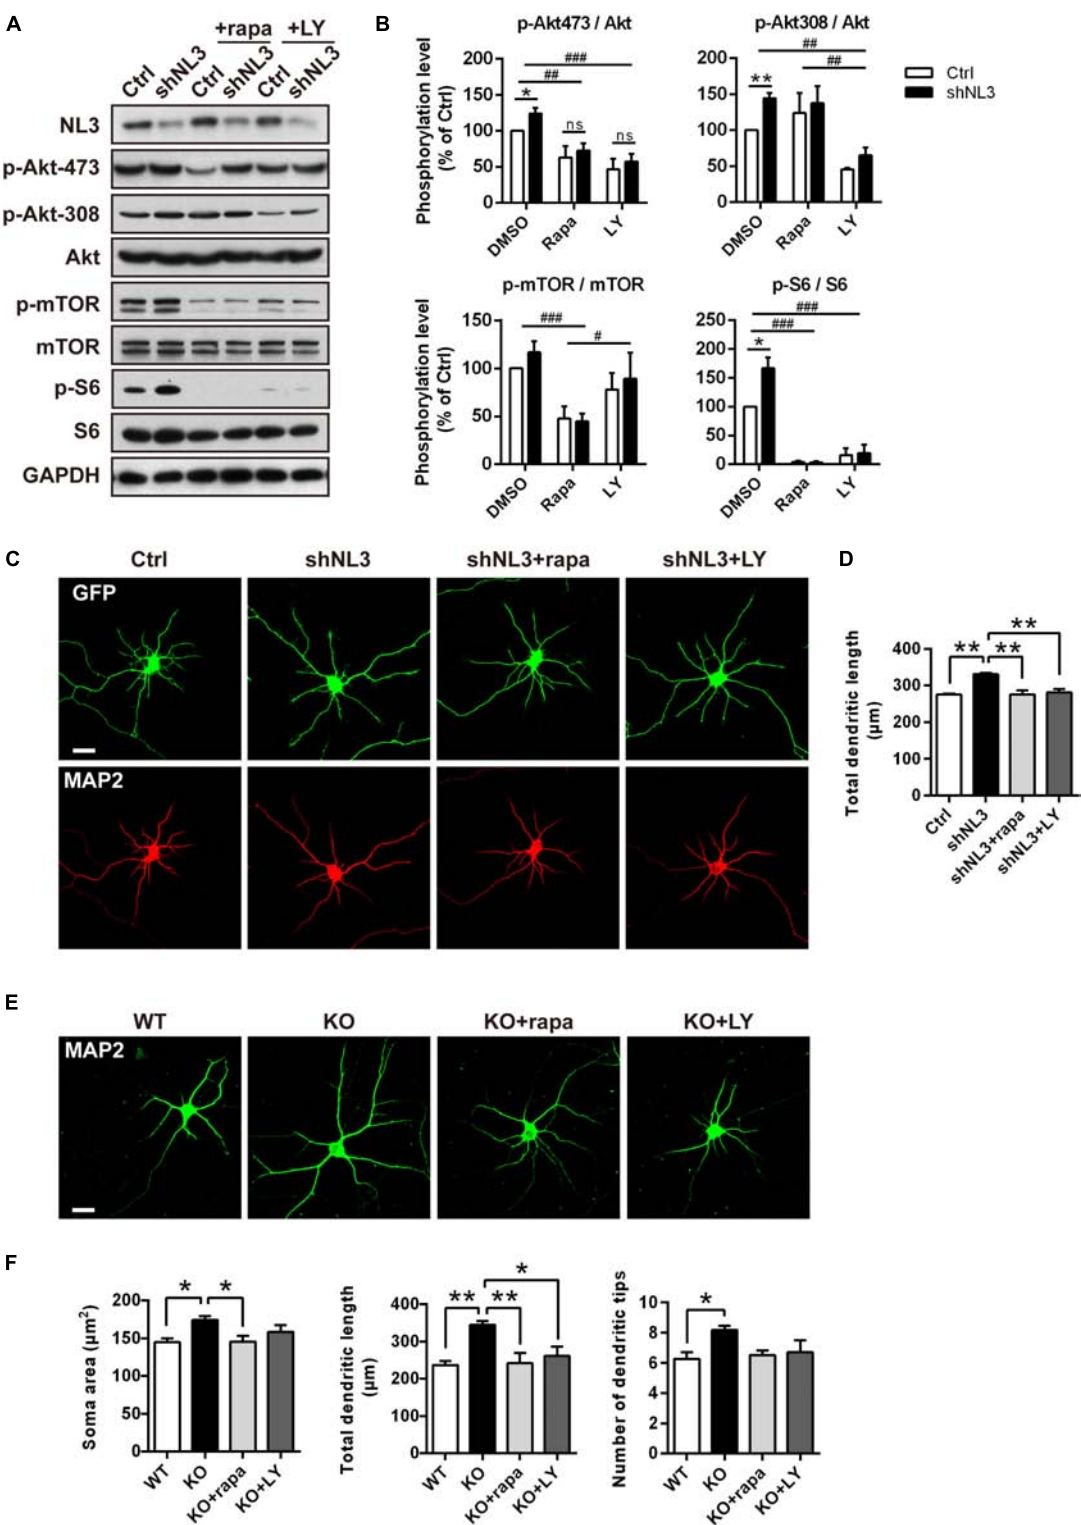 A
+rapa +LY
Ctrl shNL3 Ctrl shNL3 Ctrl shNL3
NL3
p-Akt-473
p-Akt-308
Akt
p-mTOR
mTOR
p-S6
S6
GAPDH
B
p-Akt473 / Akt
Phosphorylation level
(% of Ctrl)
200
150
100
50
0
###
##
*
ns
ns
DMSO Rapa LY
p-Akt308 / Akt
200
150
100
50
0
##
##
**
DMSO Rapa LY
Ctrl
shNL3
p-mTOR / mTOR
Phosphorylation level
(% of Ctrl)
150
100
50
0
###
#
DMSO Rapa LY
p-S6 / S6
250
200
150
100
50
0
###
###
*
DMSO Rapa LY
C
Ctrl shNL3 shNL3+rapa shNL3+LY
GFP
MAP2
D
Total dendritic length
(µm)
400
300
200
100
0
**
** **
Ctrl shNL3 shNL3+rapa shNL3+LY
E
WT KO KO+rapa KO+LY
MAP2
F
Soma area (µm²)
200
150
100
50
0
* *
WT KO KO+rapa KO+LY
Total dendritic length
(µm)
400
300
200
100
0
*
** **
WT KO KO+rapa KO+LY
Number of dendritic tips
10
8
6
4
2
0
*
WT KO KO+rapa KO+LY